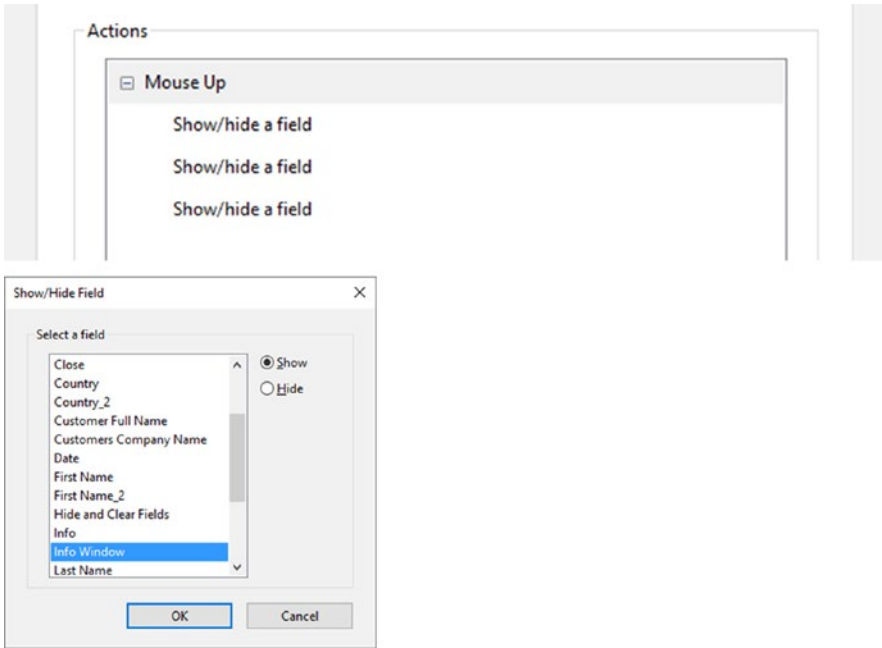 Actions
Mouse Up
Show/hide a field
Show/hide a field
Show/hide a field
Show/Hide Field
Select a field
Close
Country
Country_2
Customer Full Name
Customers Company Name
Date
First Name
First Name_2
Hide and Clear Fields
Info
Info Window
Last Name
Show
Hide
OK
Cancel